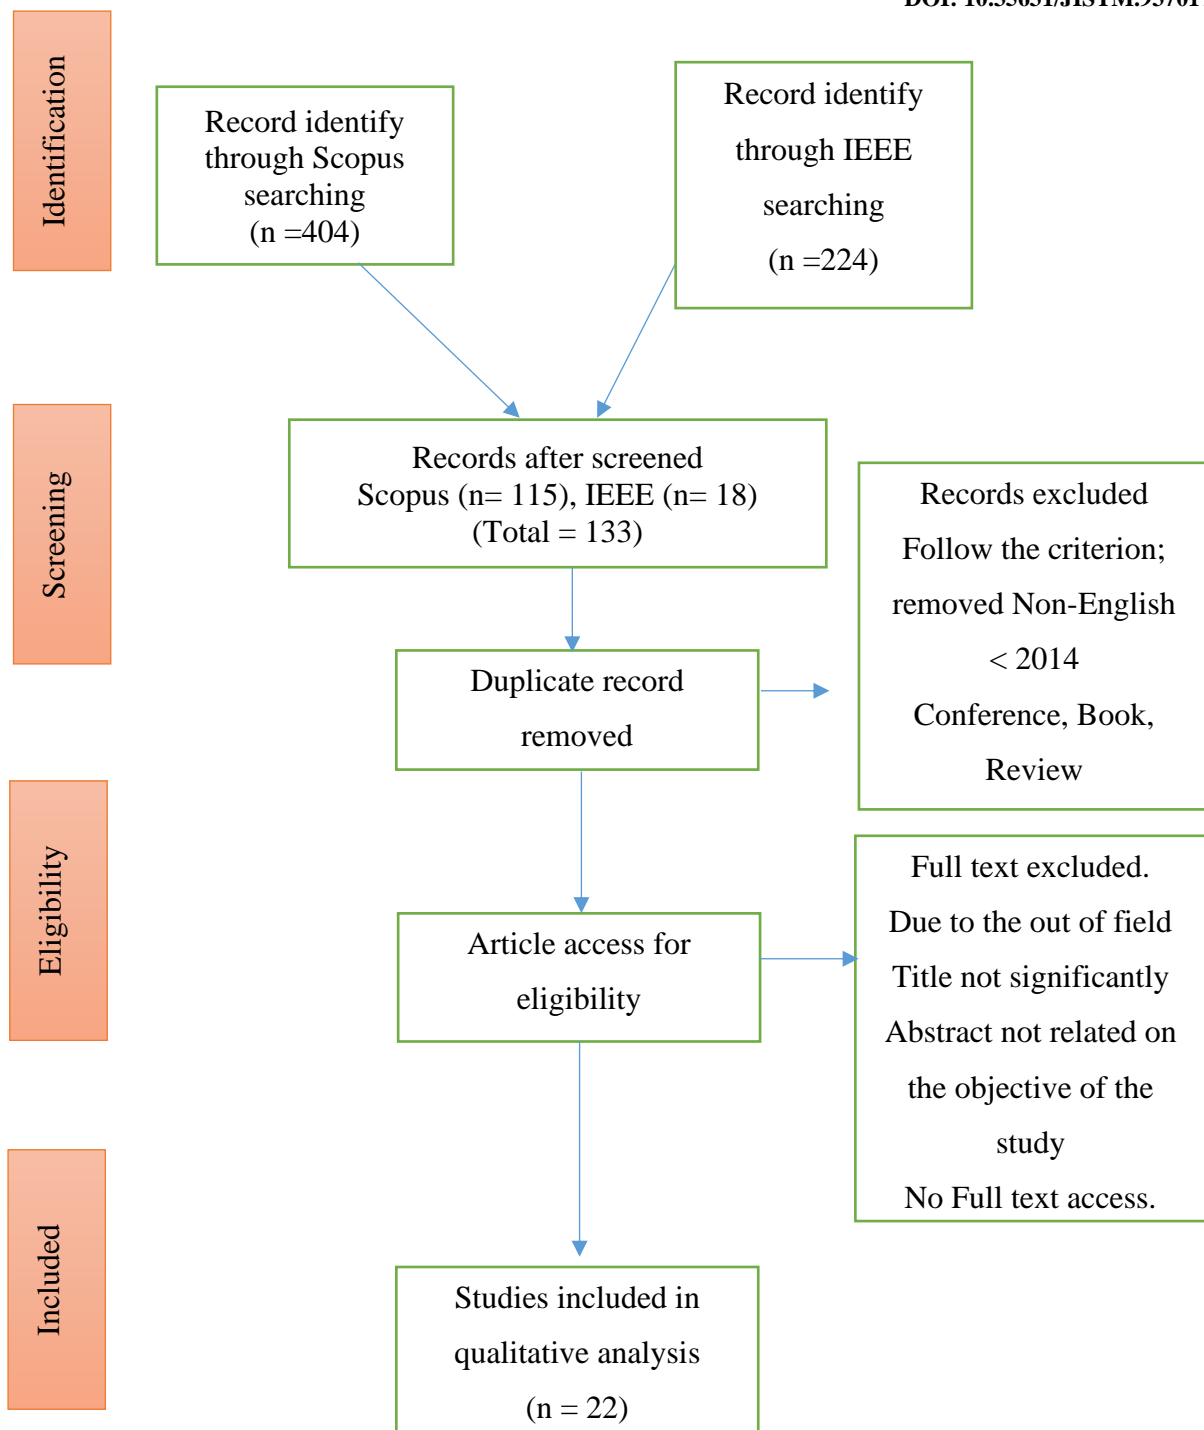 Identification
Record identify
through Scopus
searching
(n =404)
Record identify
through IEEE
searching
(n =224)
Screening
Records after screened
Scopus (n= 115), IEEE (n= 18)
(Total = 133)
Records excluded
Follow the criterion;
removed Non-English
< 2014
Conference, Book,
Review
Duplicate record
removed
Eligibility
Article access for
eligibility
Full text excluded.
Due to the out of field
Title not significantly
Abstract not related on
the objective of the
study
No Full text access.
Included
Studies included in
qualitative analysis
(n = 22)